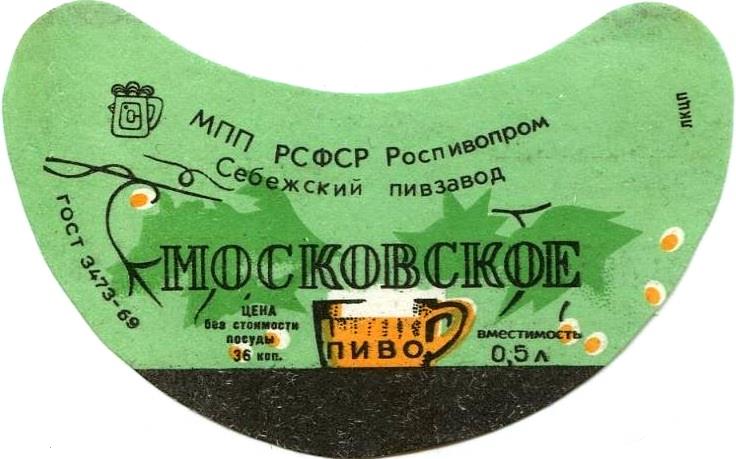 МПП РСФСР Роспивопром
Себежский пивзавод
ЛКЦП
ГОСТ 3473-69
МОСКОВСКОЕ
ПИВО
ЦЕНА
без стоимости
посуды
36 коп.
вместимость
0,5 л